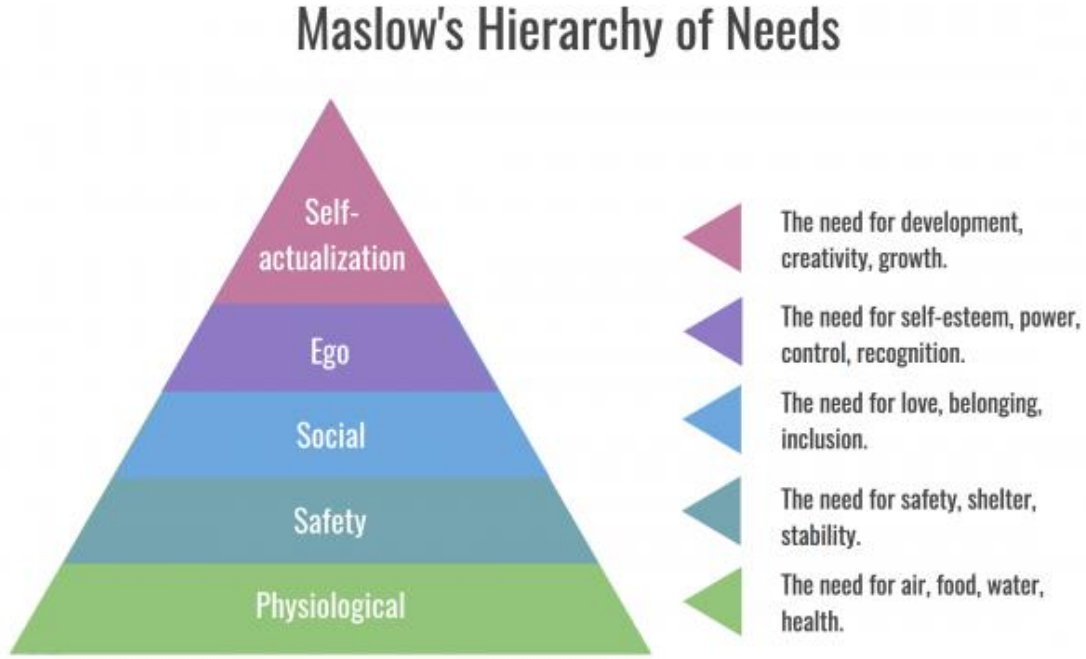 Maslow's Hierarchy of Needs
Self-
actualization
The need for development,
creativity, growth.
Ego
The need for self-esteem, power,
control, recognition.
Social
The need for love, belonging,
inclusion.
Safety
The need for safety, shelter,
stability.
Physiological
The need for air, food, water,
health.